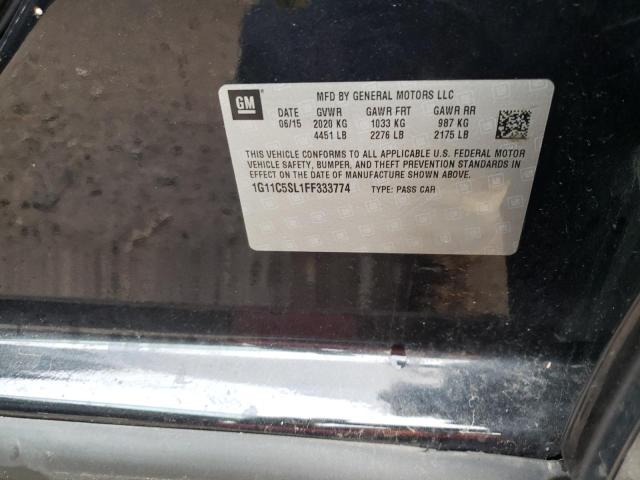 GM
MFD BY GENERAL MOTORS LLC
DATE GVWR GAWR FRT GAWR RR
06/15 2020 KG 1033 KG 987 KG
4451 LB 2276 LB 2175 LB
THIS VEHICLE CONFORMS TO ALL APPLICABLE U.S. FEDERAL MOTOR
VEHICLE SAFETY, BUMPER, AND THEFT PREVENTION STANDARDS IN
EFFECT ON THE DATE OF MANUFACTURE SHOWN ABOVE.
1G11C5SL1FF333774 TYPE: PASS CAR